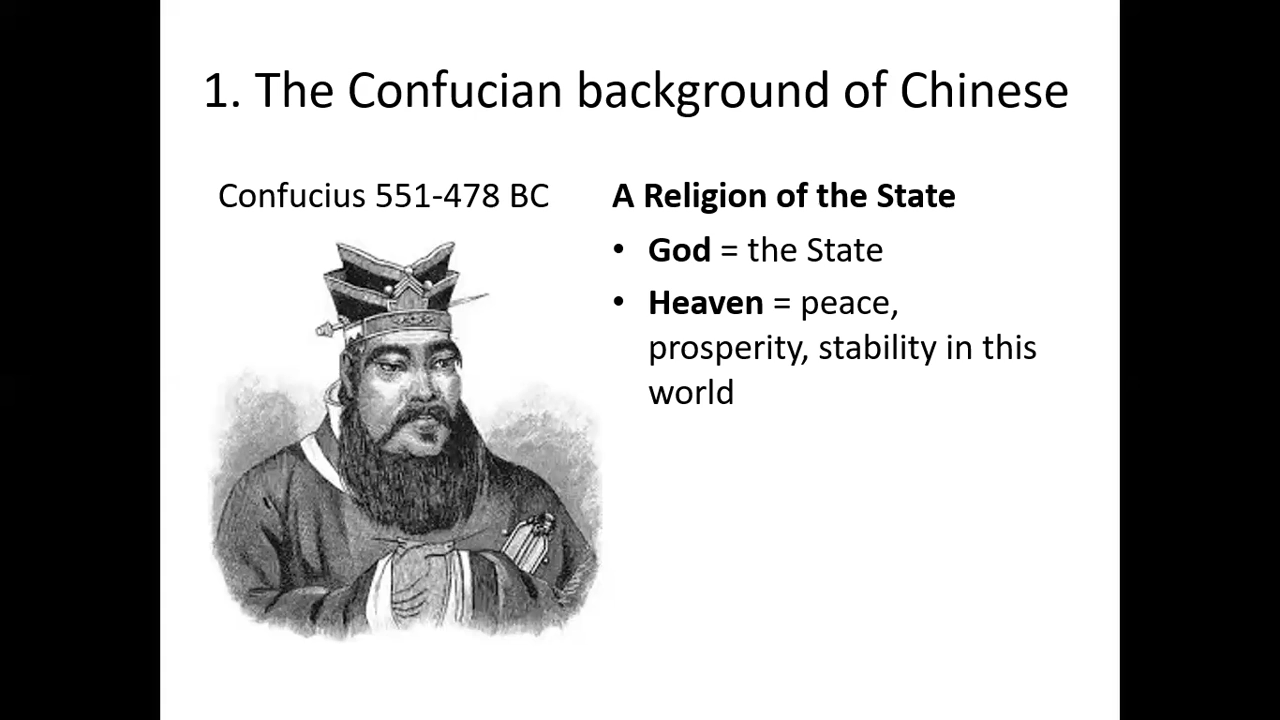 1. The Confucian background of Chinese
Confucius 551-478 BC
A Religion of the State
• God = the State
• Heaven = peace,
prosperity, stability in this
world